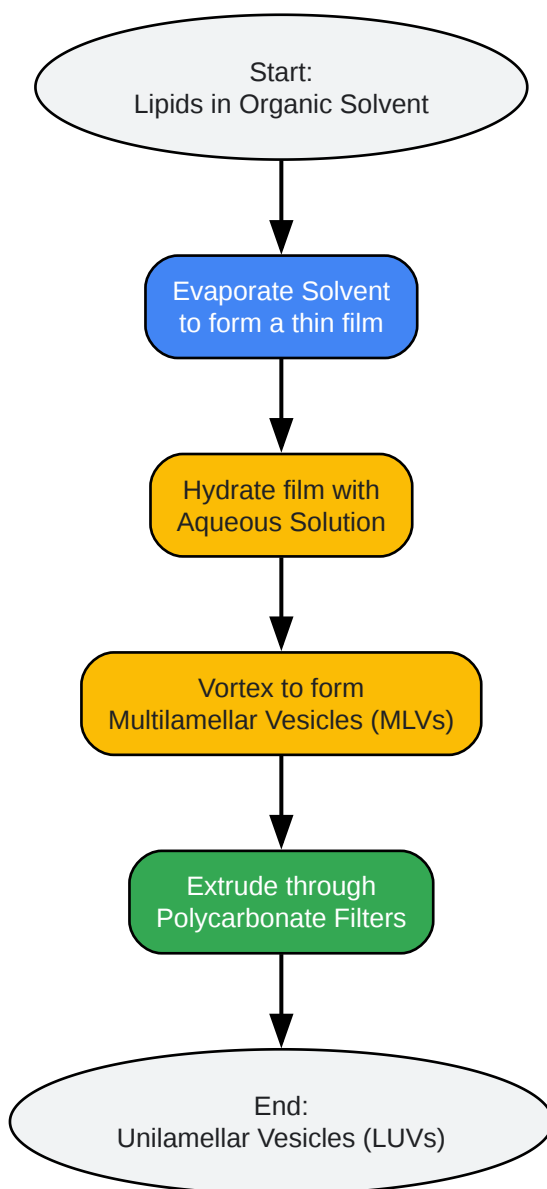 Start:
Lipids in Organic Solvent
Evaporate Solvent
to form a thin film
Hydrate film with
Aqueous Solution
Vortex to form
Multilamellar Vesicles (MLVs)
Extrude through
Polycarbonate Filters
End:
Unilamellar Vesicles (LUVs)